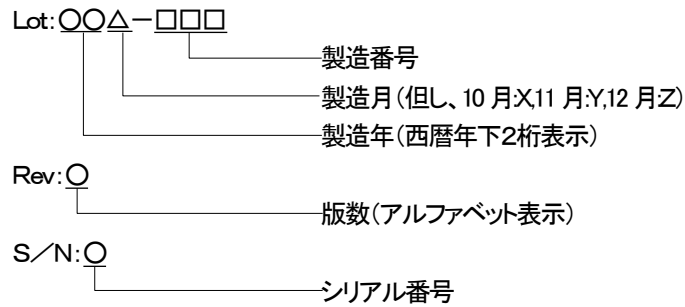 Lot:○○△－□□□
製造番号
製造月(但し、10月:X,11月:Y,12月:Z)
製造年(西暦年下2桁表示)
Rev:○
版数(アルファベット表示)
S／N:○
シリアル番号